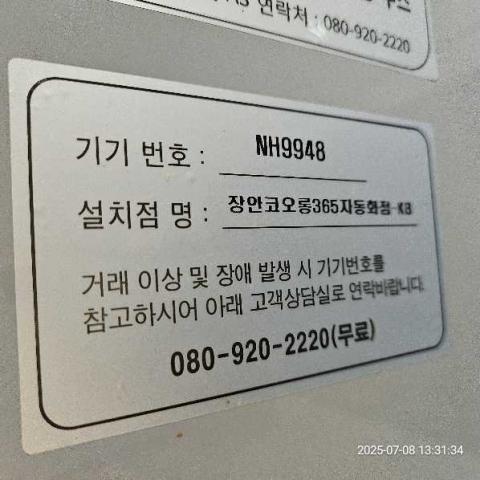 연락처 : 080-920-2220
기기 번호 : NH9948
설치점 명 : 장안코오롱365자동화점 KB
거래 이상 및 장애 발생 시 기기번호를
참고하시어 아래 고객상담실로 연락바랍니다.
080-920-2220(무료)
2025-07-08 13:31:34